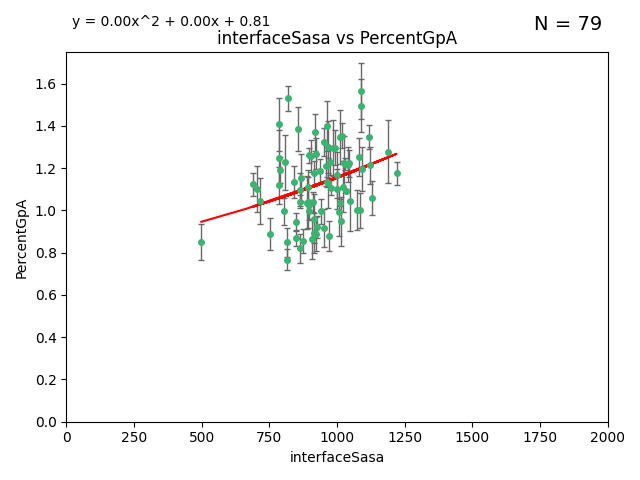 y = 0.00x^2 + 0.00x + 0.81
N = 79
interfaceSasa vs PercentGpA
PercentGpA
1.6
1.4
1.2
1.0
0.8
0.6
0.4
0.2
0.0
0 250 500 750 1000 1250 1500 1750 2000
interfaceSasa